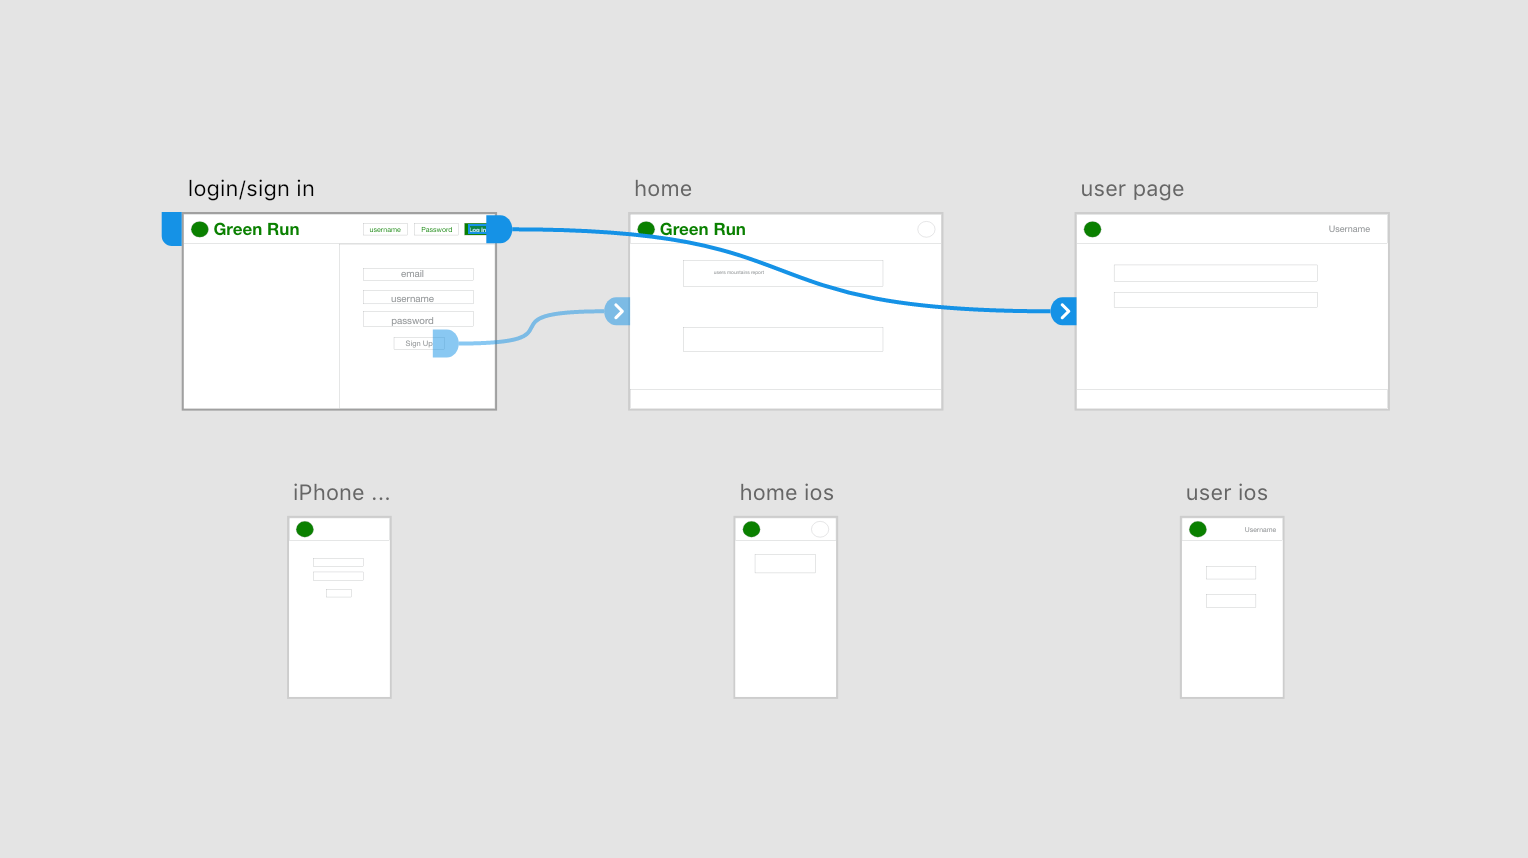 login/sign in
home
user page
Green Run
username
Password
Log In
Green Run
Username
email
username
password
Sign Up
users mountains report
iPhone ...
home ios
user ios
Username